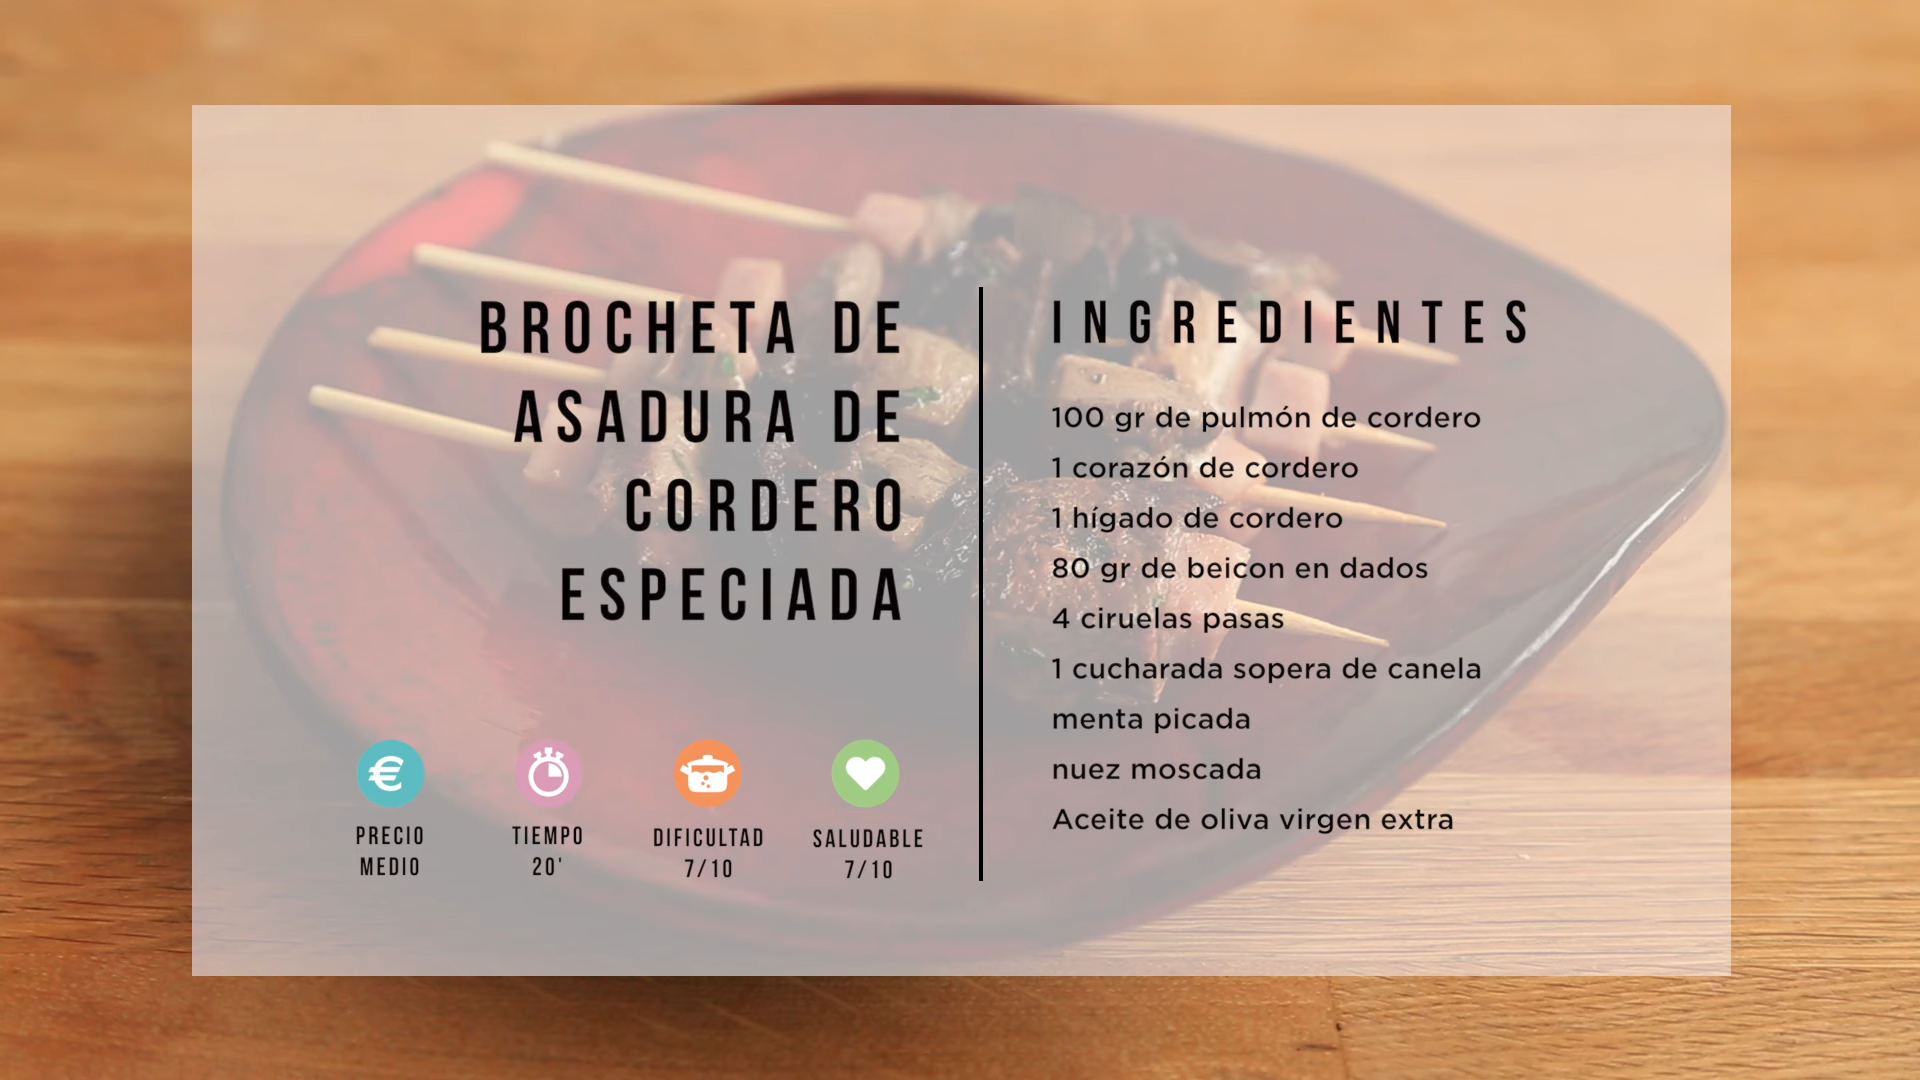 BROCHETA DE
ASADURA DE
CORDERO
ESPECIADA
PRECIO
MEDIO
TIEMPO
20'
DIFICULTAD
7/10
SALUDABLE
7/10
INGREDIENTES
100 gr de pulmón de cordero
1 corazón de cordero
1 hígado de cordero
80 gr de beicon en dados
4 ciruelas pasas
1 cucharada sopera de canela
menta picada
nuez moscada
Aceite de oliva virgen extra